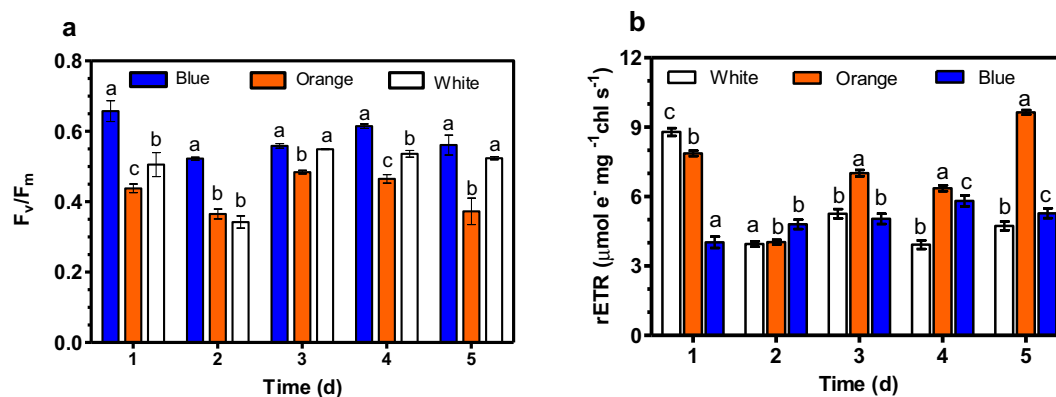 a
0.8
0.6
0.4
0.2
0.0
F_v/F_m
Blue Orange White
a c b
a b b
a b a
a c b
a b a
1 2 3 4 5
Time (d)
b
12
9
6
3
0
rETR (μmol e⁻ mg ⁻¹chl s⁻¹)
White Orange Blue
c b a
a b b
b a b
b a c
b a c
1 2 3 4 5
Time (d)